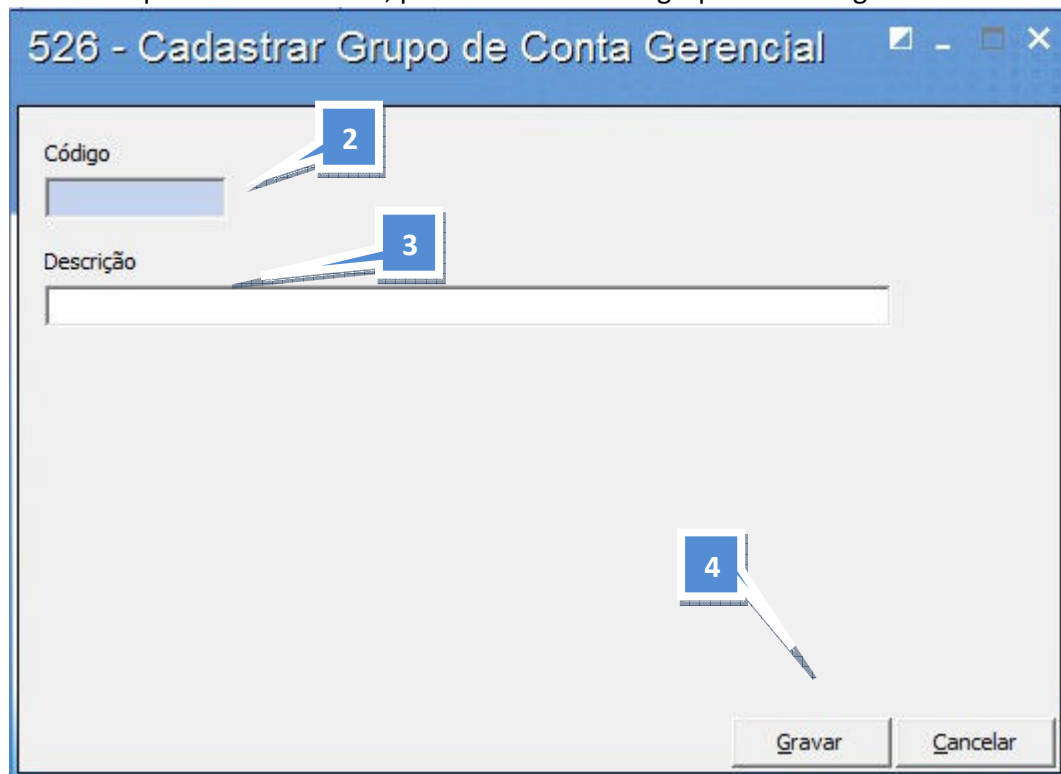 526 - Cadastrar Grupo de Conta Gerencial
2
Código
3
Descrição
4
Gravar Cancelar